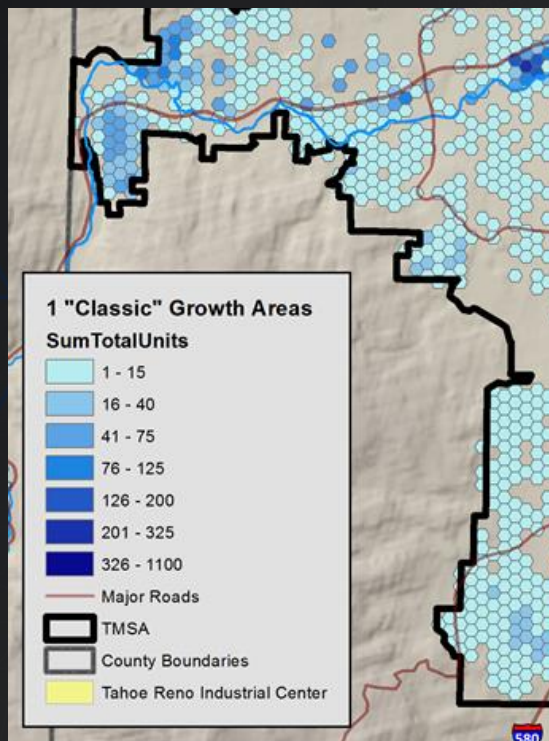 1 "Classic" Growth Areas
SumTotalUnits
1 - 15
16 - 40
41 - 75
76 - 125
126 - 200
201 - 325
326 - 1100
Major Roads
TMSA
County Boundaries
Tahoe Reno Industrial Center
580